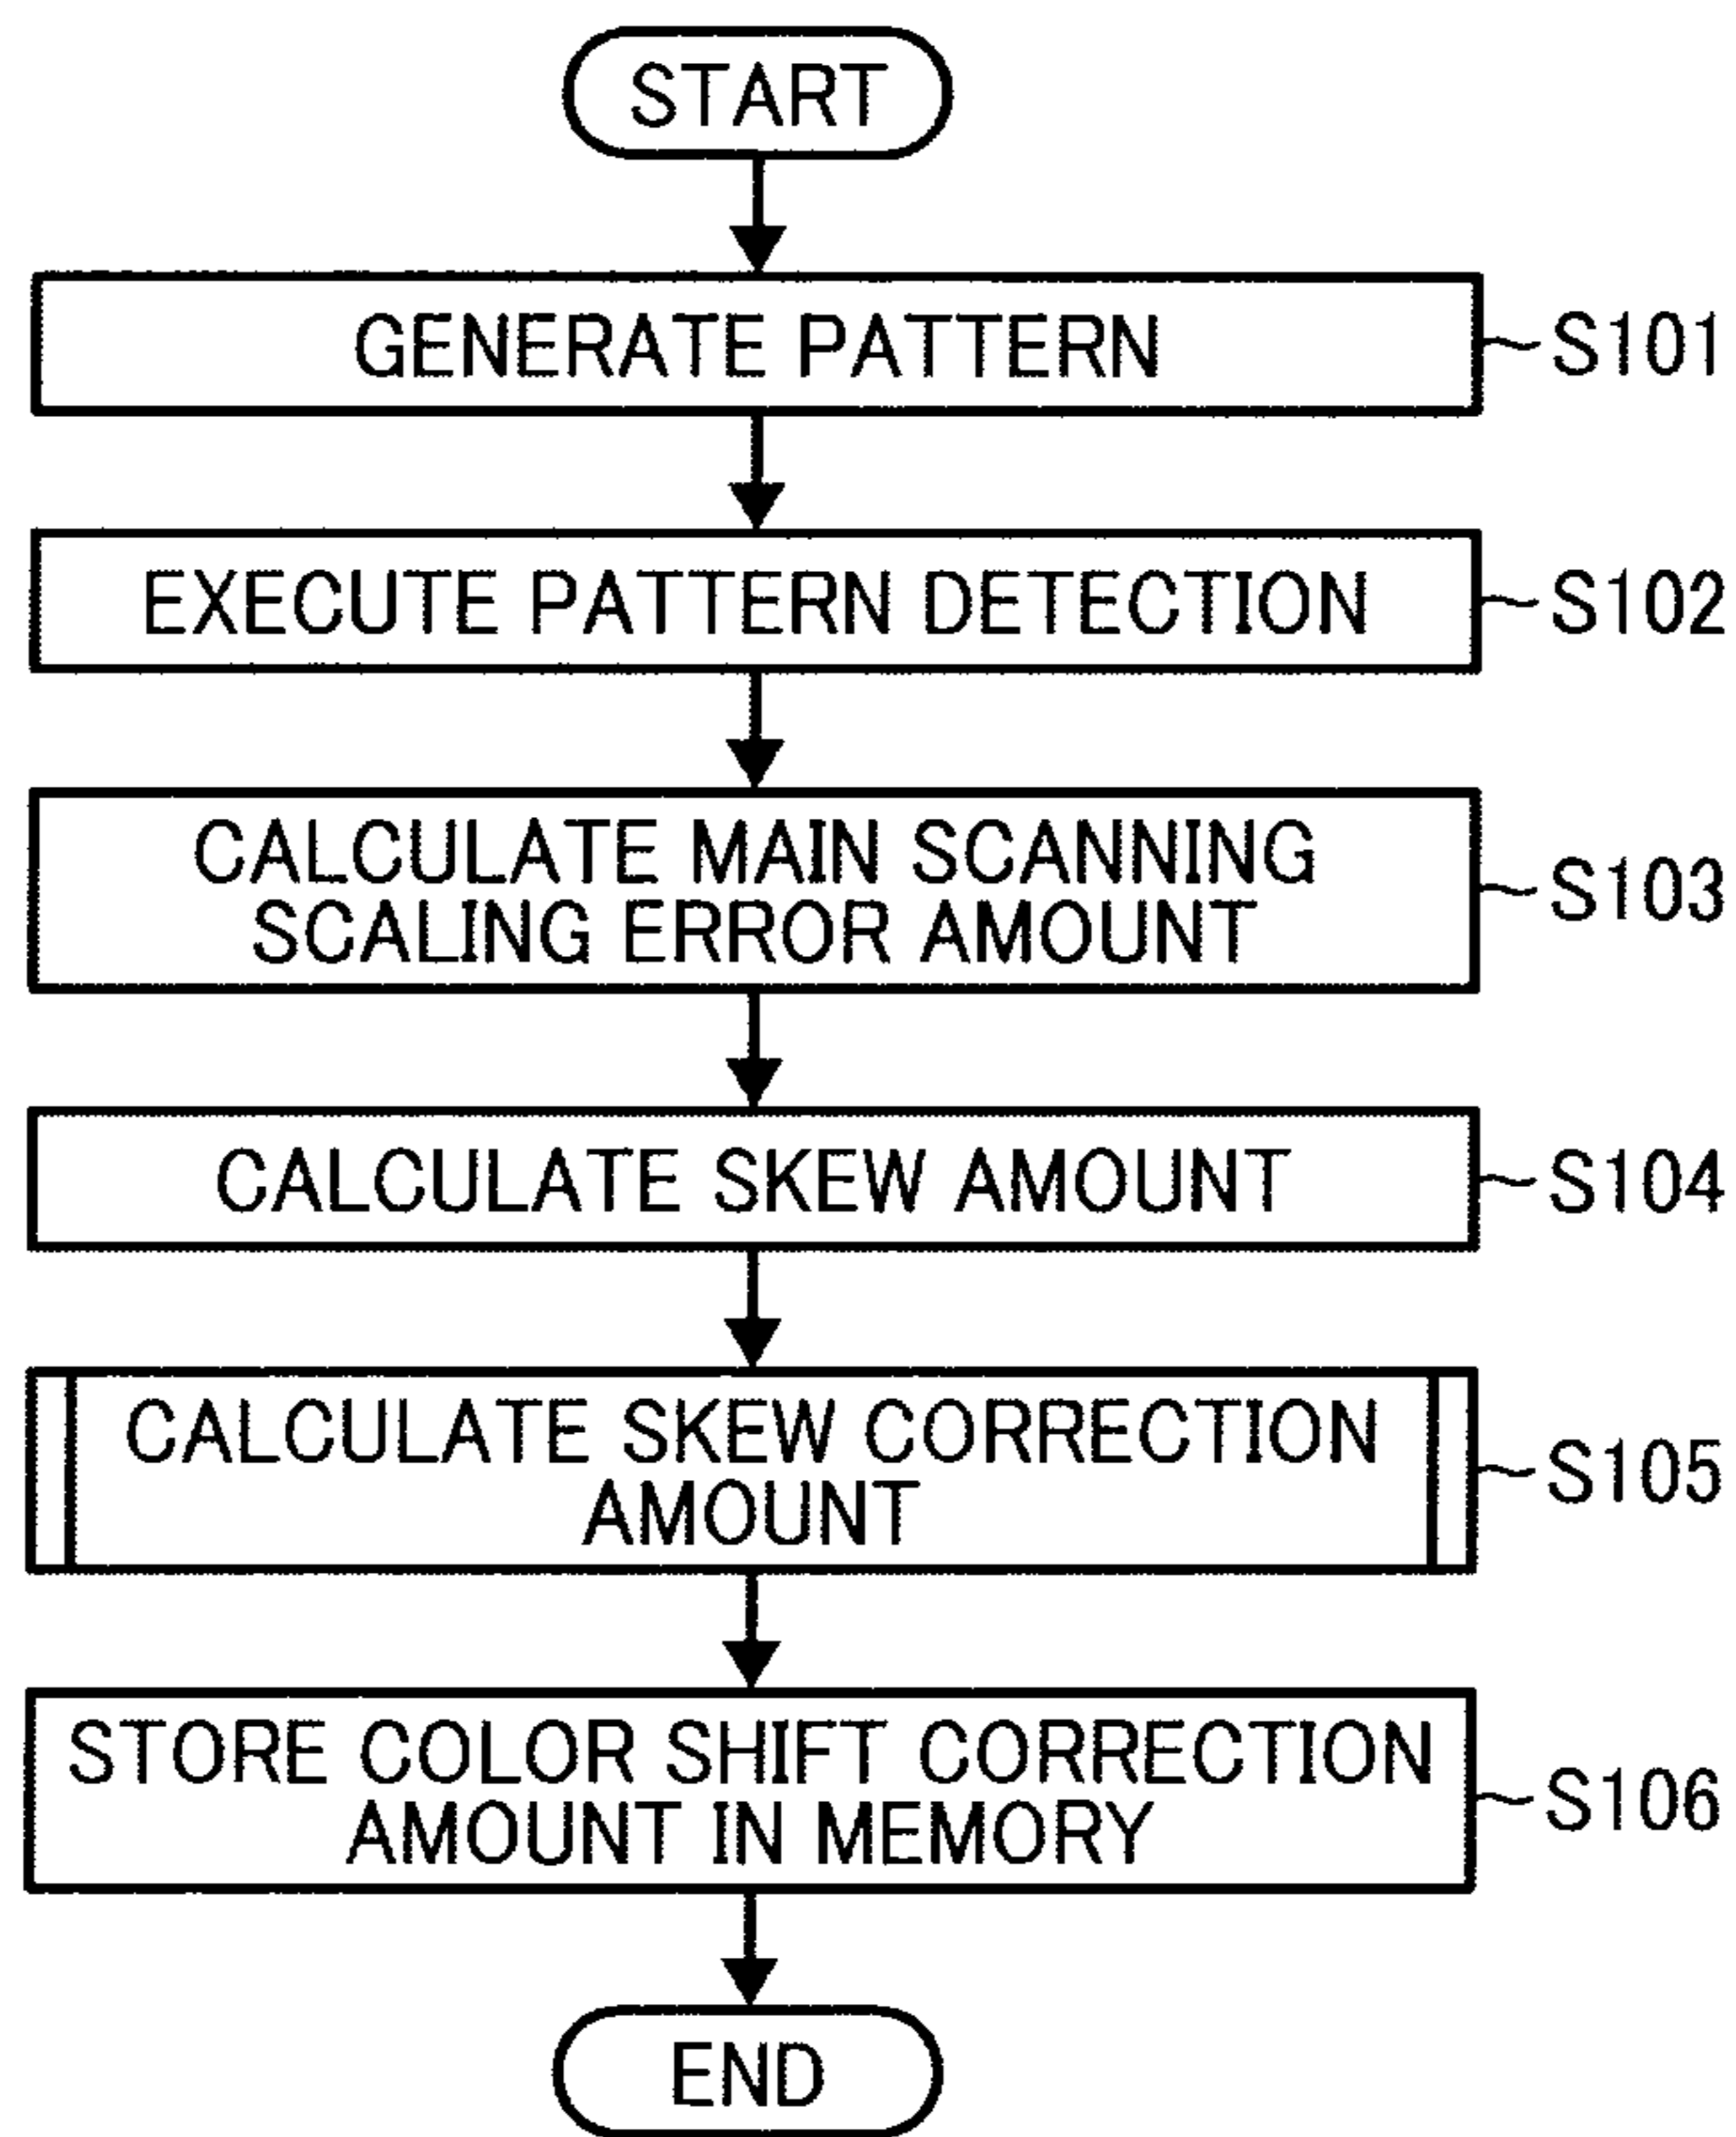 START
GENERATE PATTERN
S101
EXECUTE PATTERN DETECTION
S102
CALCULATE MAIN SCANNING
SCALING ERROR AMOUNT
S103
CALCULATE SKEW AMOUNT
S104
CALCULATE SKEW CORRECTION
AMOUNT
S105
STORE COLOR SHIFT CORRECTION
AMOUNT IN MEMORY
S106
END